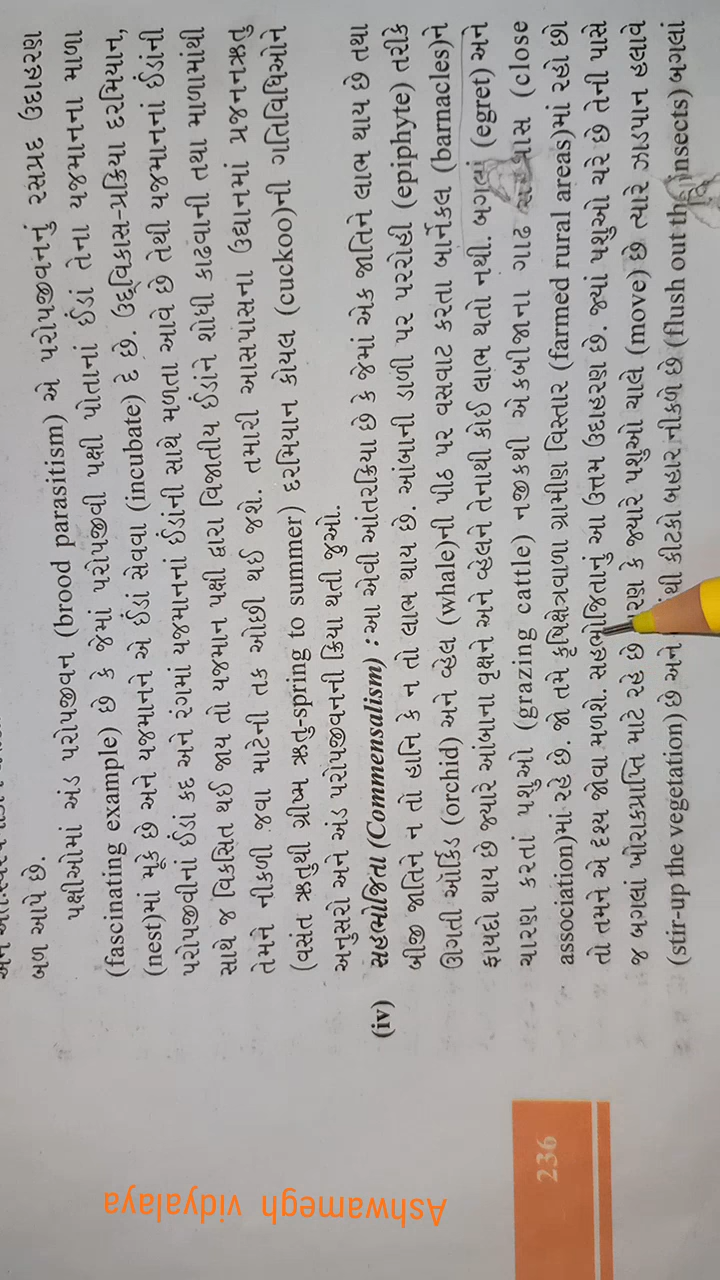 બળ આપે છે.
પક્ષીઓમાં અંડ પરોપજીવન (brood parasitism) એ પરોપજીવનનું રસપ્રદ ઉદાહરણ
(fascinating example) છે કે જેમાં પરોપજીવી પક્ષી પોતાનાં ઈંડાં તેના યજમાનના માળા
(nest)માં મૂકે છે અને યજમાનને એ ઈંડાં સેવવા (incubate) દે છે. ઉદ્દવિકાસ-પ્રક્રિયા દરમિયાન,
પરોપજીવીનાં ઈંડાં કદ અને રંગમાં યજમાનનાં ઈંડાંની સાથે મળતા આવે છે તેથી યજમાનનાં ઈંડાંની
સાથે જ વિકસિત થઈ જાય તો યજમાન પક્ષી દ્વારા વિજાતીય ઈંડાંને શોધી કાઢવાની તથા માળામાંથી
તેમને નીકળી જવા માટેની તક ઓછી થઈ જશે. તમારી આસપાસના ઉદ્યાનમાં પ્રજનનઋતુ
(વસંત ઋતુથી ગ્રીષ્મ ઋતુ-spring to summer) દરમિયાન કોયલ (cuckoo)ની ગતિવિધિઓને
અનુસરો અને અંડ પરોપજીવનની ક્રિયા થતી જુઓ.
(iv) સહભોજિતા (Commensalism) : આ એવી આંતરક્રિયા છે કે જેમાં એક જાતિને લાભ થાય છે તથા
બીજી જાતિને ન તો હાનિ કે ન તો લાભ થાય છે. આંબાની ડાળી પર પરરોહી (epiphyte) તરીકે
ઊગતી ઓર્કિડ (orchid) અને વ્હેલ (whale)ની પીઠ પર વસવાટ કરતા બાર્નેકલ (barnacles)ને
ફાયદો થાય છે જ્યારે આંબાના વૃક્ષને અને વ્હેલને તેનાથી કોઈ લાભ થતો નથી. બગલાં (egret) અને
ચારણ કરતાં પશુઓ (grazing cattle) નજીકથી એકબીજાના ગાઢ સહવાસ (close
association)માં રહે છે. જો તમે કૃષિક્ષેત્રવાળા ગ્રામીણ વિસ્તાર (farmed rural areas)માં રહો છો
તો તમને એ દૃશ્ય જોવા મળશે. સહભોજિતાનું આ ઉત્તમ ઉદાહરણ છે. જ્યાં પશુઓ ચરે છે તેની પાસે
જ બગલાં ખોરાકપ્રાપ્તિ માટે રહે છે કે જ્યારે પશુઓ ચાલે (move) છે ત્યારે ઝાડપાન હલાવે
(stir-up the vegetation) છે અને કીટકો બહાર નીકળે છે (flush out the insects) બગલાં
236
Ashwamegh vidyalaya